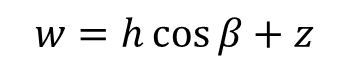 w = h cos β + z